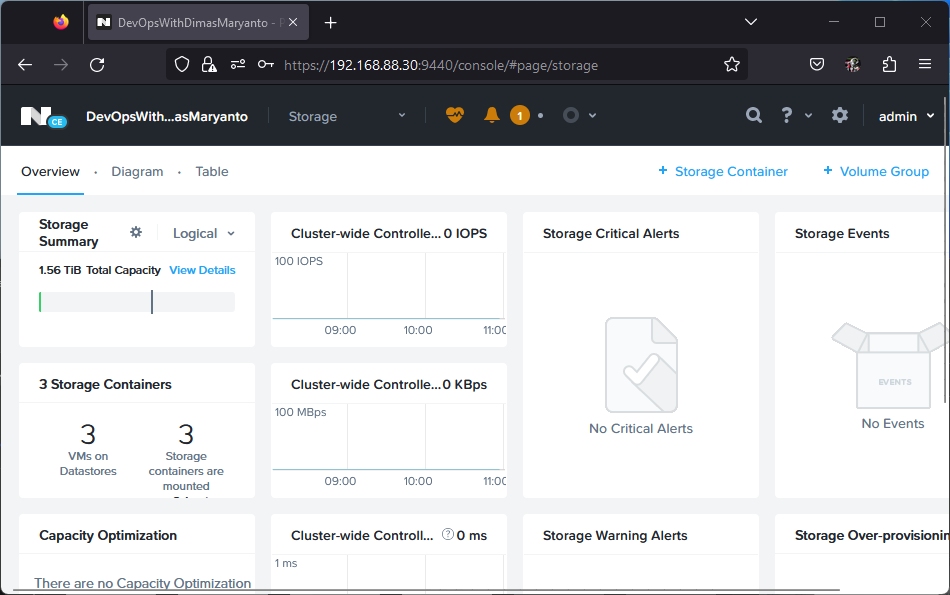 DevOpsWithDimasMaryanto - P
https://192.168.88.30:9440/console/#page/storage
N CE DevOpsWith...asMaryanto Storage 1 ? admin
Overview · Diagram · Table + Storage Container + Volume Group
Storage
Summary
Logical
1.56 TiB Total Capacity View Details
Cluster-wide Controlle... 0 IOPS
100 IOPS
09:00 10:00 11:00
Storage Critical Alerts
No Critical Alerts
Storage Events
EVENTS
No Events
3 Storage Containers
3
VMs on
Datastores
3
Storage
containers are
mounted
Cluster-wide Controlle... 0 KBps
100 MBps
09:00 10:00 11:00
Capacity Optimization
There are no Capacity Optimization
Cluster-wide Controll... ? 0 ms
1 ms
Storage Warning Alerts
Storage Over-provisionin